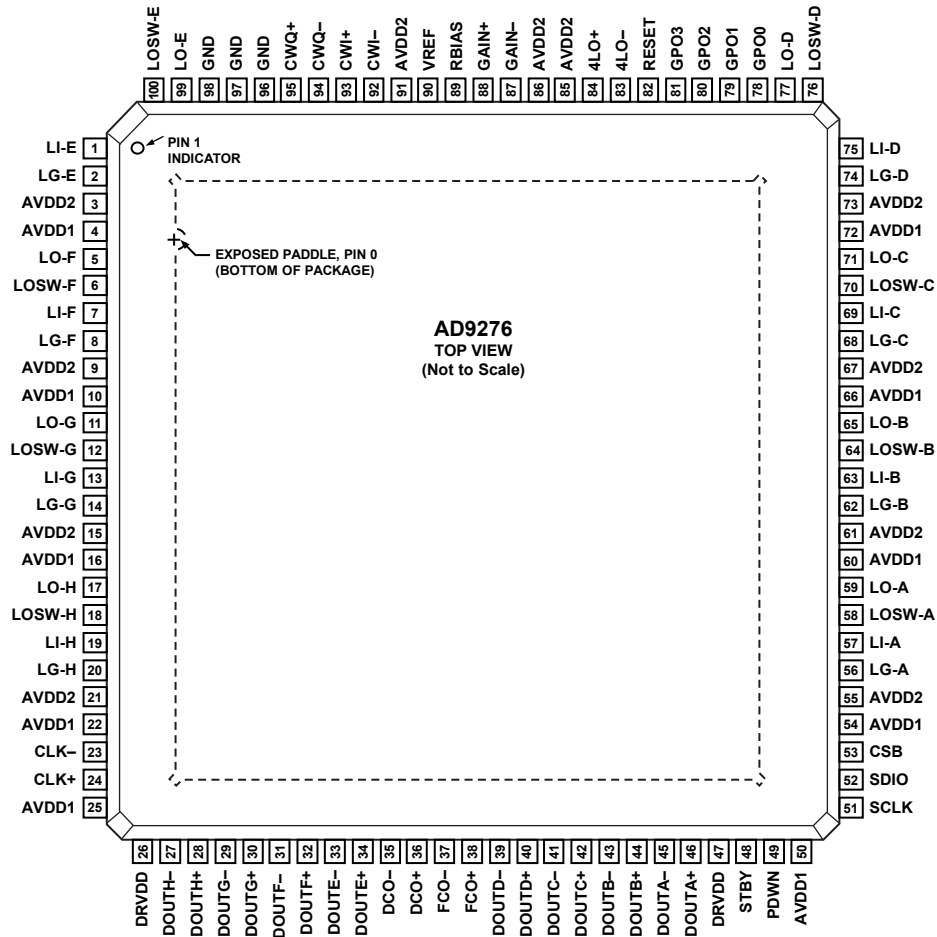 LOSW-E
LO-E
GND
GND
GND
CWQ+
CWQ–
CWI+
CWI–
AVDD2
VREF
RBIAS
GAIN+
GAIN–
AVDD2
AVDD2
4LO+
4LO–
RESET
GPO3
GPO2
GPO1
GPO0
LO-D
LOSW-D
100 99 98 97 96 95 94 93 92 91 90 89 88 87 86 85 84 83 82 81 80 79 78 77 76
LI-E 1
LG-E 2
AVDD2 3
AVDD1 4
LO-F 5
LOSW-F 6
LI-F 7
LG-F 8
AVDD2 9
AVDD1 10
LO-G 11
LOSW-G 12
LI-G 13
LG-G 14
AVDD2 15
AVDD1 16
LO-H 17
LOSW-H 18
LI-H 19
LG-H 20
AVDD2 21
AVDD1 22
CLK– 23
CLK+ 24
AVDD1 25
PIN 1
INDICATOR
EXPOSED PADDLE, PIN 0
(BOTTOM OF PACKAGE)
AD9276
TOP VIEW
(Not to Scale)
75 LI-D
74 LG-D
73 AVDD2
72 AVDD1
71 LO-C
70 LOSW-C
69 LI-C
68 LG-C
67 AVDD2
66 AVDD1
65 LO-B
64 LOSW-B
63 LI-B
62 LG-B
61 AVDD2
60 AVDD1
59 LO-A
58 LOSW-A
57 LI-A
56 LG-A
55 AVDD2
54 AVDD1
53 CSB
52 SDIO
51 SCLK
26 27 28 29 30 31 32 33 34 35 36 37 38 39 40 41 42 43 44 45 46 47 48 49 50
DRVDD
DOUTH–
DOUTH+
DOUTG–
DOUTG+
DOUTF–
DOUTF+
DOUTE–
DOUTE+
DCO–
DCO+
FCO–
FCO+
DOUTD–
DOUTD+
DOUTC–
DOUTC+
DOUTB–
DOUTB+
DOUTA–
DOUTA+
DRVDD
STBY
PDWN
AVDD1